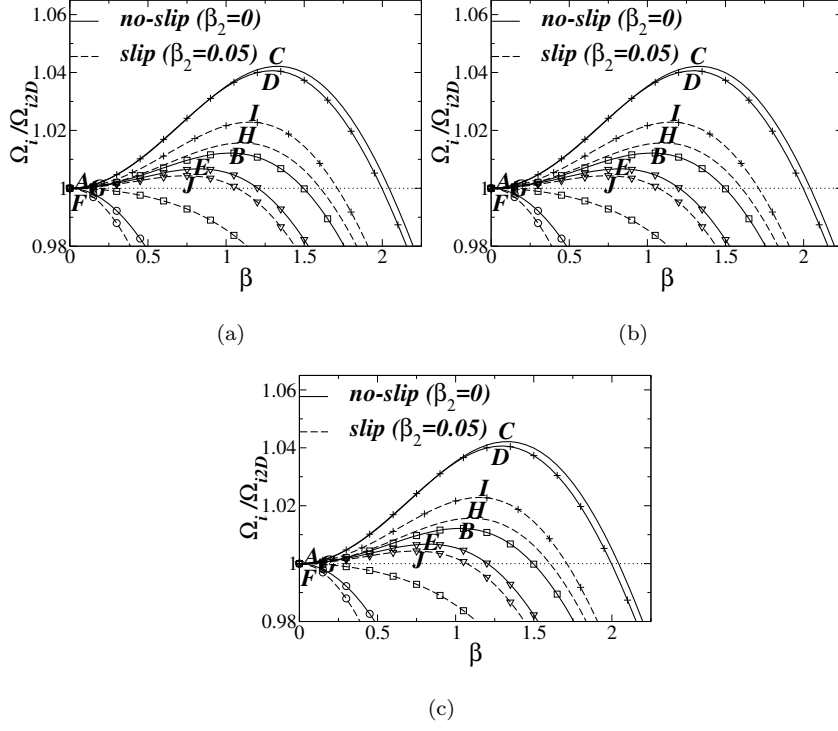 1.06
no-slip (β₂=0)
slip (β₂=0.05)
1.04
1.02
1
0.98
Ωᵢ/Ωᵢ₂D
C
D
I
H
B
E
J
A
G
F
0 0.5 1 1.5 2
β
(a)
1.06
no-slip (β₂=0)
slip (β₂=0.05)
1.04
1.02
1
0.98
Ωᵢ/Ωᵢ₂D
C
D
I
H
B
E
J
A
G
F
0 0.5 1 1.5 2
β
(b)
1.06
no-slip (β₂=0)
slip (β₂=0.05)
1.04
1.02
1
0.98
Ωᵢ/Ωᵢ₂D
C
D
I
H
B
E
J
A
G
F
0 0.5 1 1.5 2
β
(c)